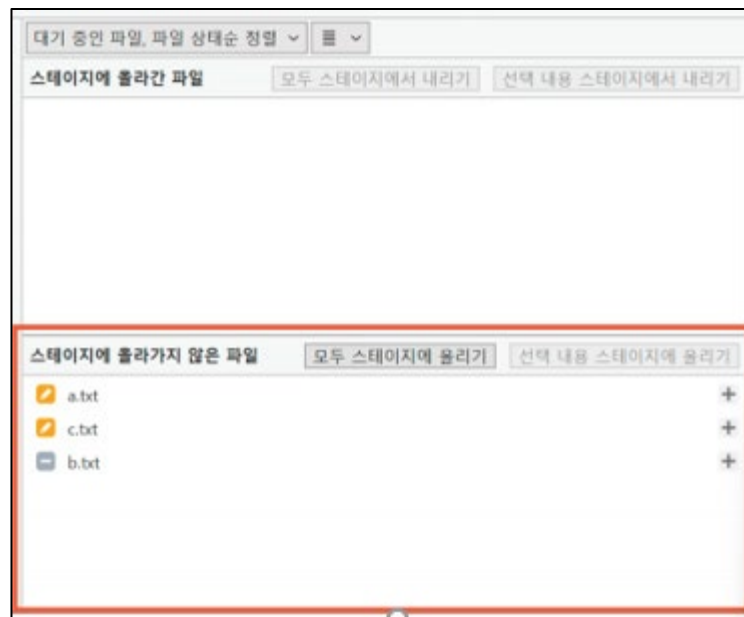 대기 중인 파일, 파일 상태순 정렬
스테이지에 올라간 파일 모두 스테이지에서 내리기 선택 내용 스테이지에서 내리기
스테이지에 올라가지 않은 파일 모두 스테이지에 올리기 선택 내용 스테이지에 올리기
a.txt
c.txt
b.txt